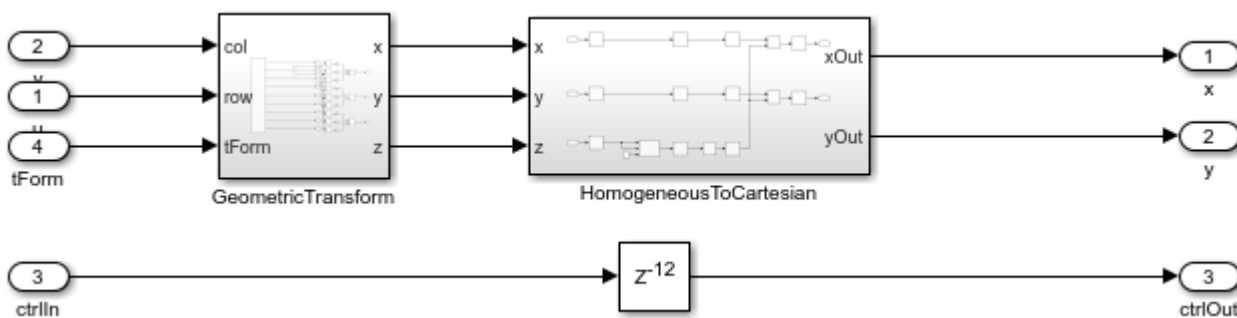 2
v
1
u
4
tForm
col
row
tForm
x
y
z
GeometricTransform
x
y
z
xOut
yOut
HomogeneousToCartesian
1
x
2
y
3
ctrlIn
Z⁻¹²
3
ctrlOut